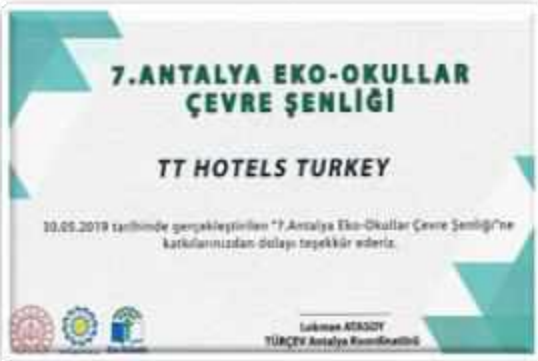 7.ANTALYA EKO-OKULLAR
ÇEVRE ŞENLİĞİ
TT HOTELS TURKEY
30.05.2019 tarihinde gerçekleştirilen "7.Antalya Eko-Okullar Çevre Şenliği"ne
katkılarınızdan dolayı teşekkür ederiz.
Lokman ATASOY
TÜRÇEV Antalya Koordinatörü